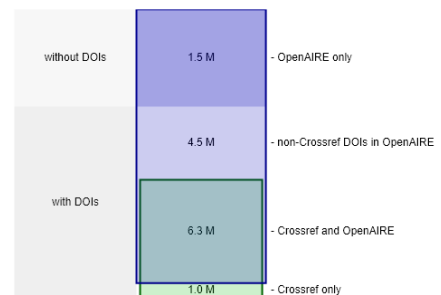 without DOIs 1.5 M - OpenAIRE only
4.5 M - non-Crossref DOIs in OpenAIRE
with DOIs
6.3 M - Crossref and OpenAIRE
1.0 M - Crossref only